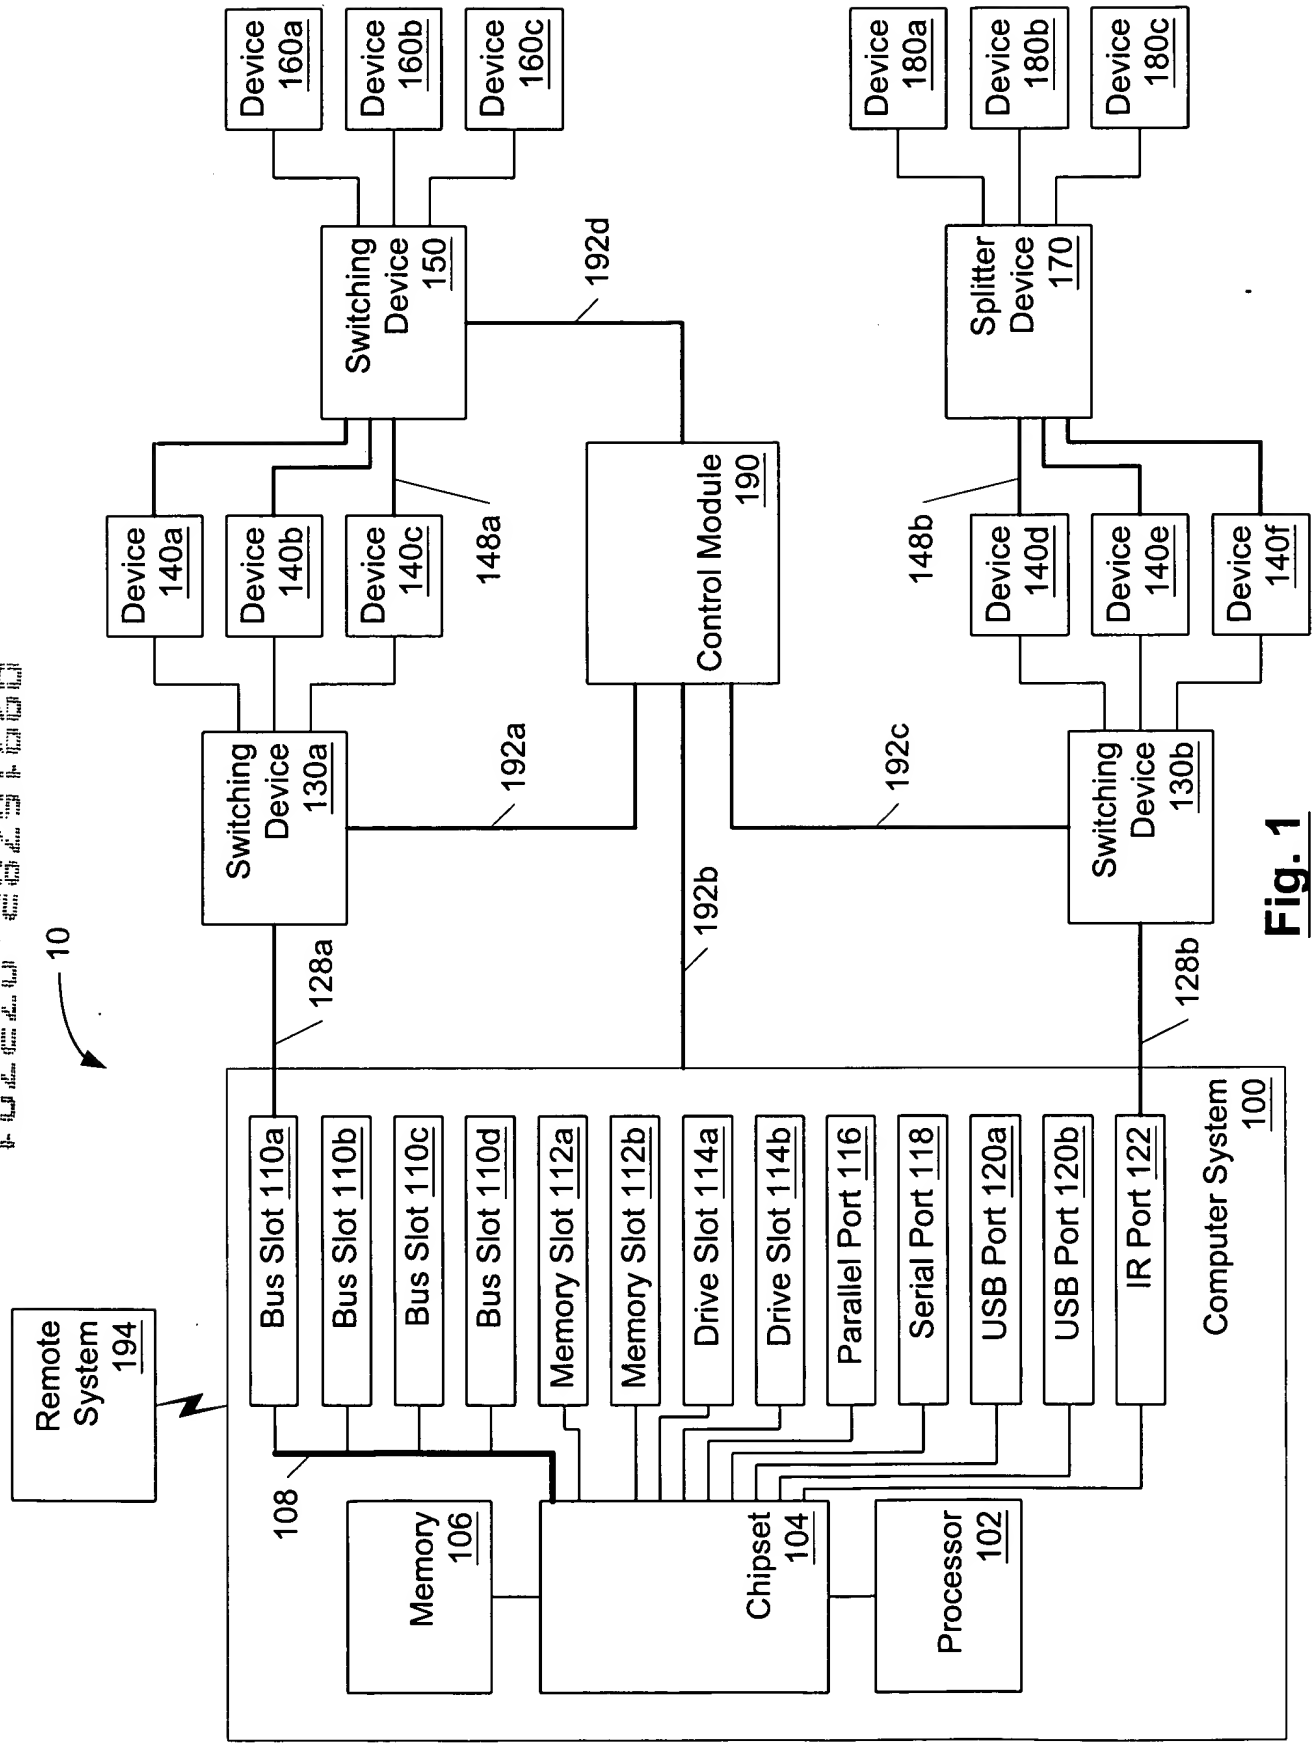 10
Remote
System
194
Memory
106
108
Chipset
104
Processor
102
Bus Slot 110a
Bus Slot 110b
Bus Slot 110c
Bus Slot 110d
Memory Slot 112a
Memory Slot 112b
Drive Slot 114a
Drive Slot 114b
Parallel Port 116
Serial Port 118
USB Port 120a
USB Port 120b
IR Port 122
Computer System
100
128a
192b
128b
Switching
Device
130a
192a
192c
Switching
Device
130b
Device
140a
Device
140b
Device
140c
148a
Control Module
190
148b
Device
140d
Device
140e
Device
140f
Switching
Device
150
192d
Splitter
Device
170
Device
160a
Device
160b
Device
160c
Device
180a
Device
180b
Device
180c
Fig. 1